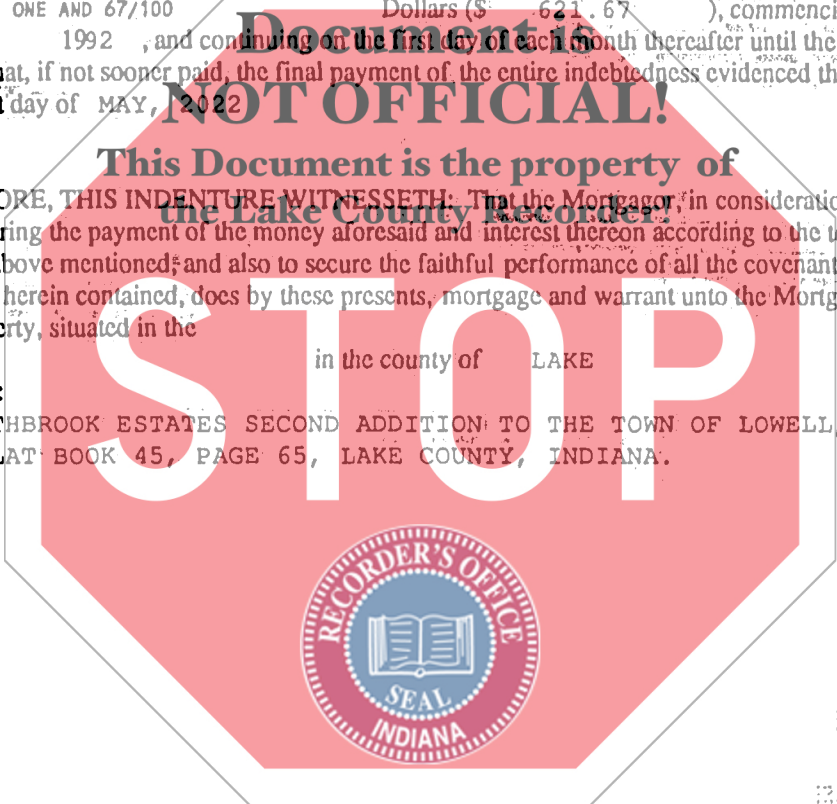 ONE AND 67/100 Dollars ($ 621.67 ), commenci
Document is
1992 , and continuing on the first day of each month thereafter until the
at, if not sooner paid, the final payment of the entire indebtedness evidenced th
t day of MAY, 2022
NOT OFFICIAL!
This Document is the property of
the Lake County Recorder!
ORE, THIS INDENTURE WITNESSETH: That the Mortgagor, in consideratio
ring the payment of the money aforesaid and interest thereon according to the t
bove mentioned; and also to secure the faithful performance of all the covenant
herein contained, does by these presents, mortgage and warrant unto the Mortg
erty, situated in the
STOP
in the county of LAKE
:
HBROOK ESTATES SECOND ADDITION TO THE TOWN OF LOWELL,
LAT BOOK 45, PAGE 65, LAKE COUNTY, INDIANA.
RECORDER'S OFFICE
SEAL
INDIANA